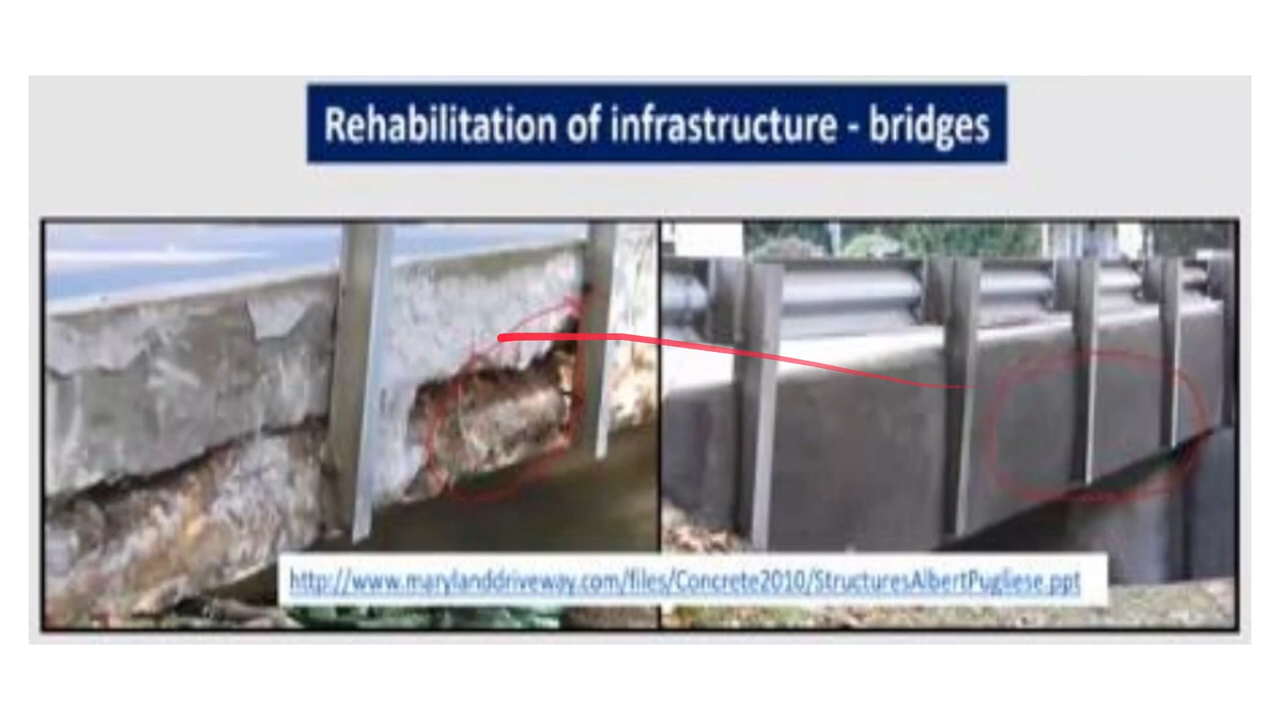 Rehabilitation of infrastructure - bridges
http://www.marylanddriveway.com/files/Concrete2010/StructuresAlbertPugliese.ppt